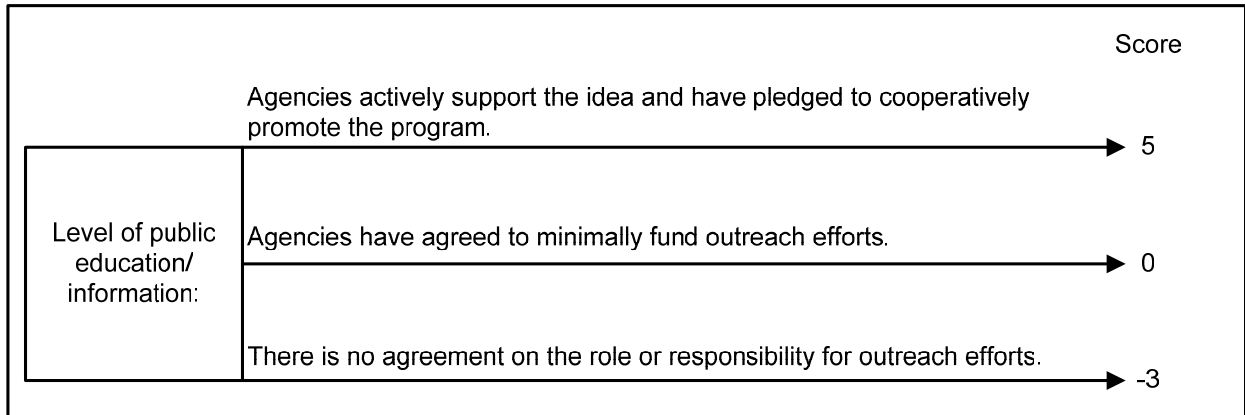 Score
Agencies actively support the idea and have pledged to cooperatively
promote the program.
5
Level of public
education/
information:
Agencies have agreed to minimally fund outreach efforts.
0
There is no agreement on the role or responsibility for outreach efforts.
-3